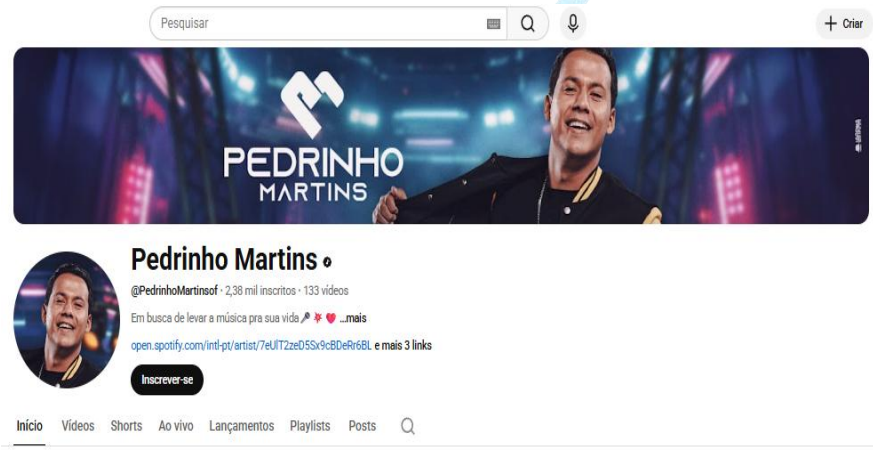 Pesquisar
Criar
PEDRINHO
MARTINS
Pedrinho Martins
@PedrinhoMartinsof · 2,38 mil inscritos · 133 vídeos
Em busca de levar a música pra sua vida🎤💥❤️ ...mais
open.spotify.com/intl-pt/artist/7eUlT2zeD5Sx9cBDeRr6BL e mais 3 links
Inscrever-se
Início Vídeos Shorts Ao vivo Lançamentos Playlists Posts